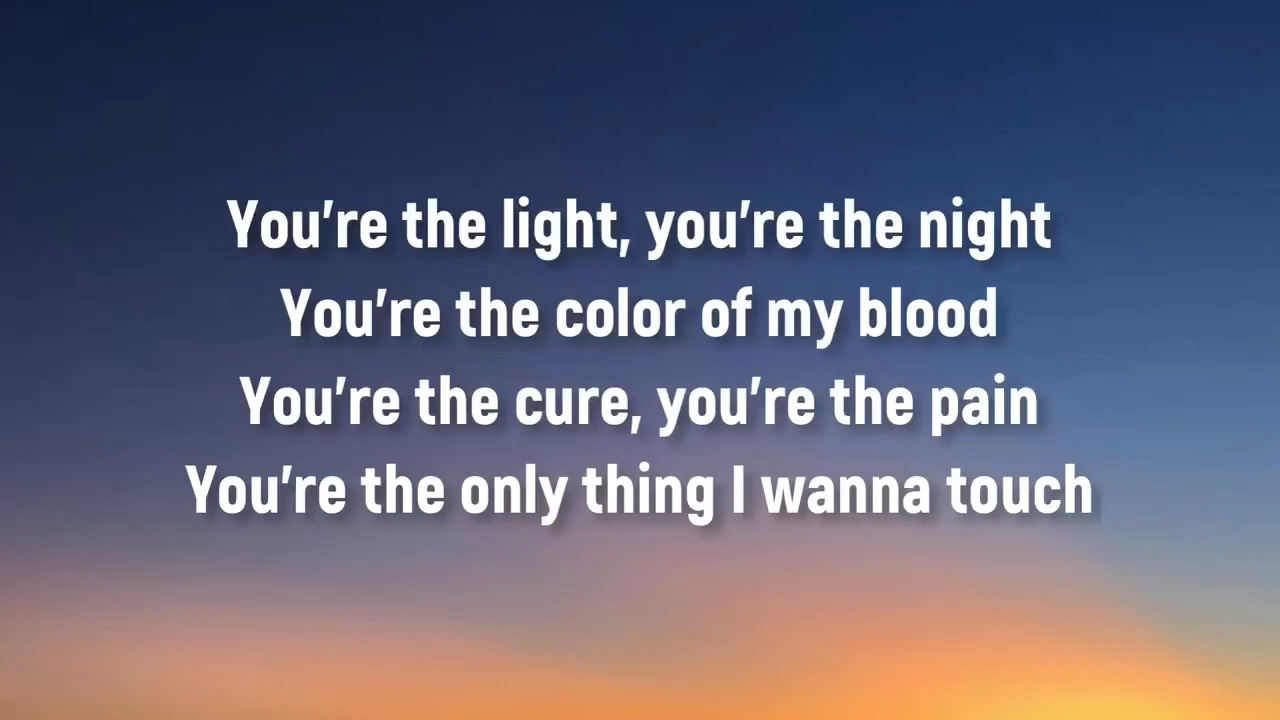 You're the light, you're the night
You're the color of my blood
You're the cure, you're the pain
You're the only thing I wanna touch